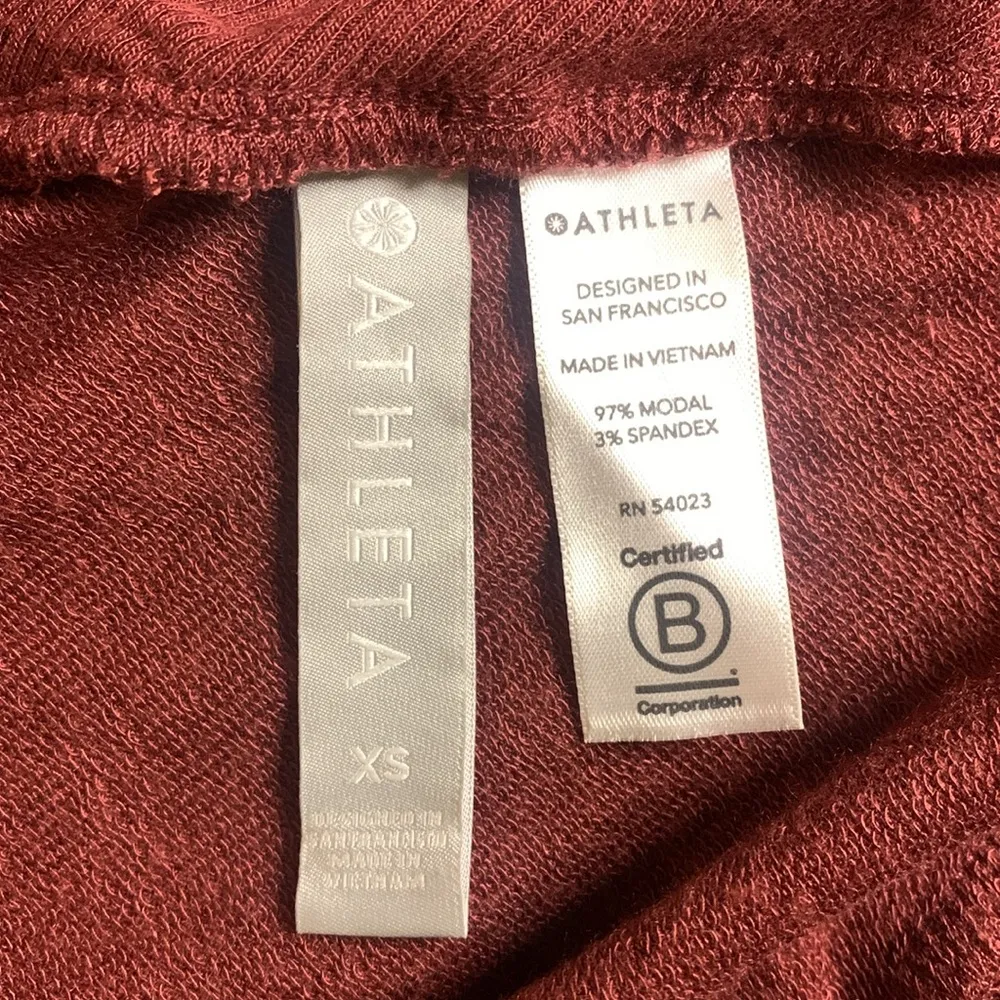 ATHLETA
XS
DESIGNED IN
SAN FRANCISCO
MADE IN
VIETNAM
ATHLETA
DESIGNED IN
SAN FRANCISCO
MADE IN VIETNAM
97% MODAL
3% SPANDEX
RN 54023
Certified
B
Corporation